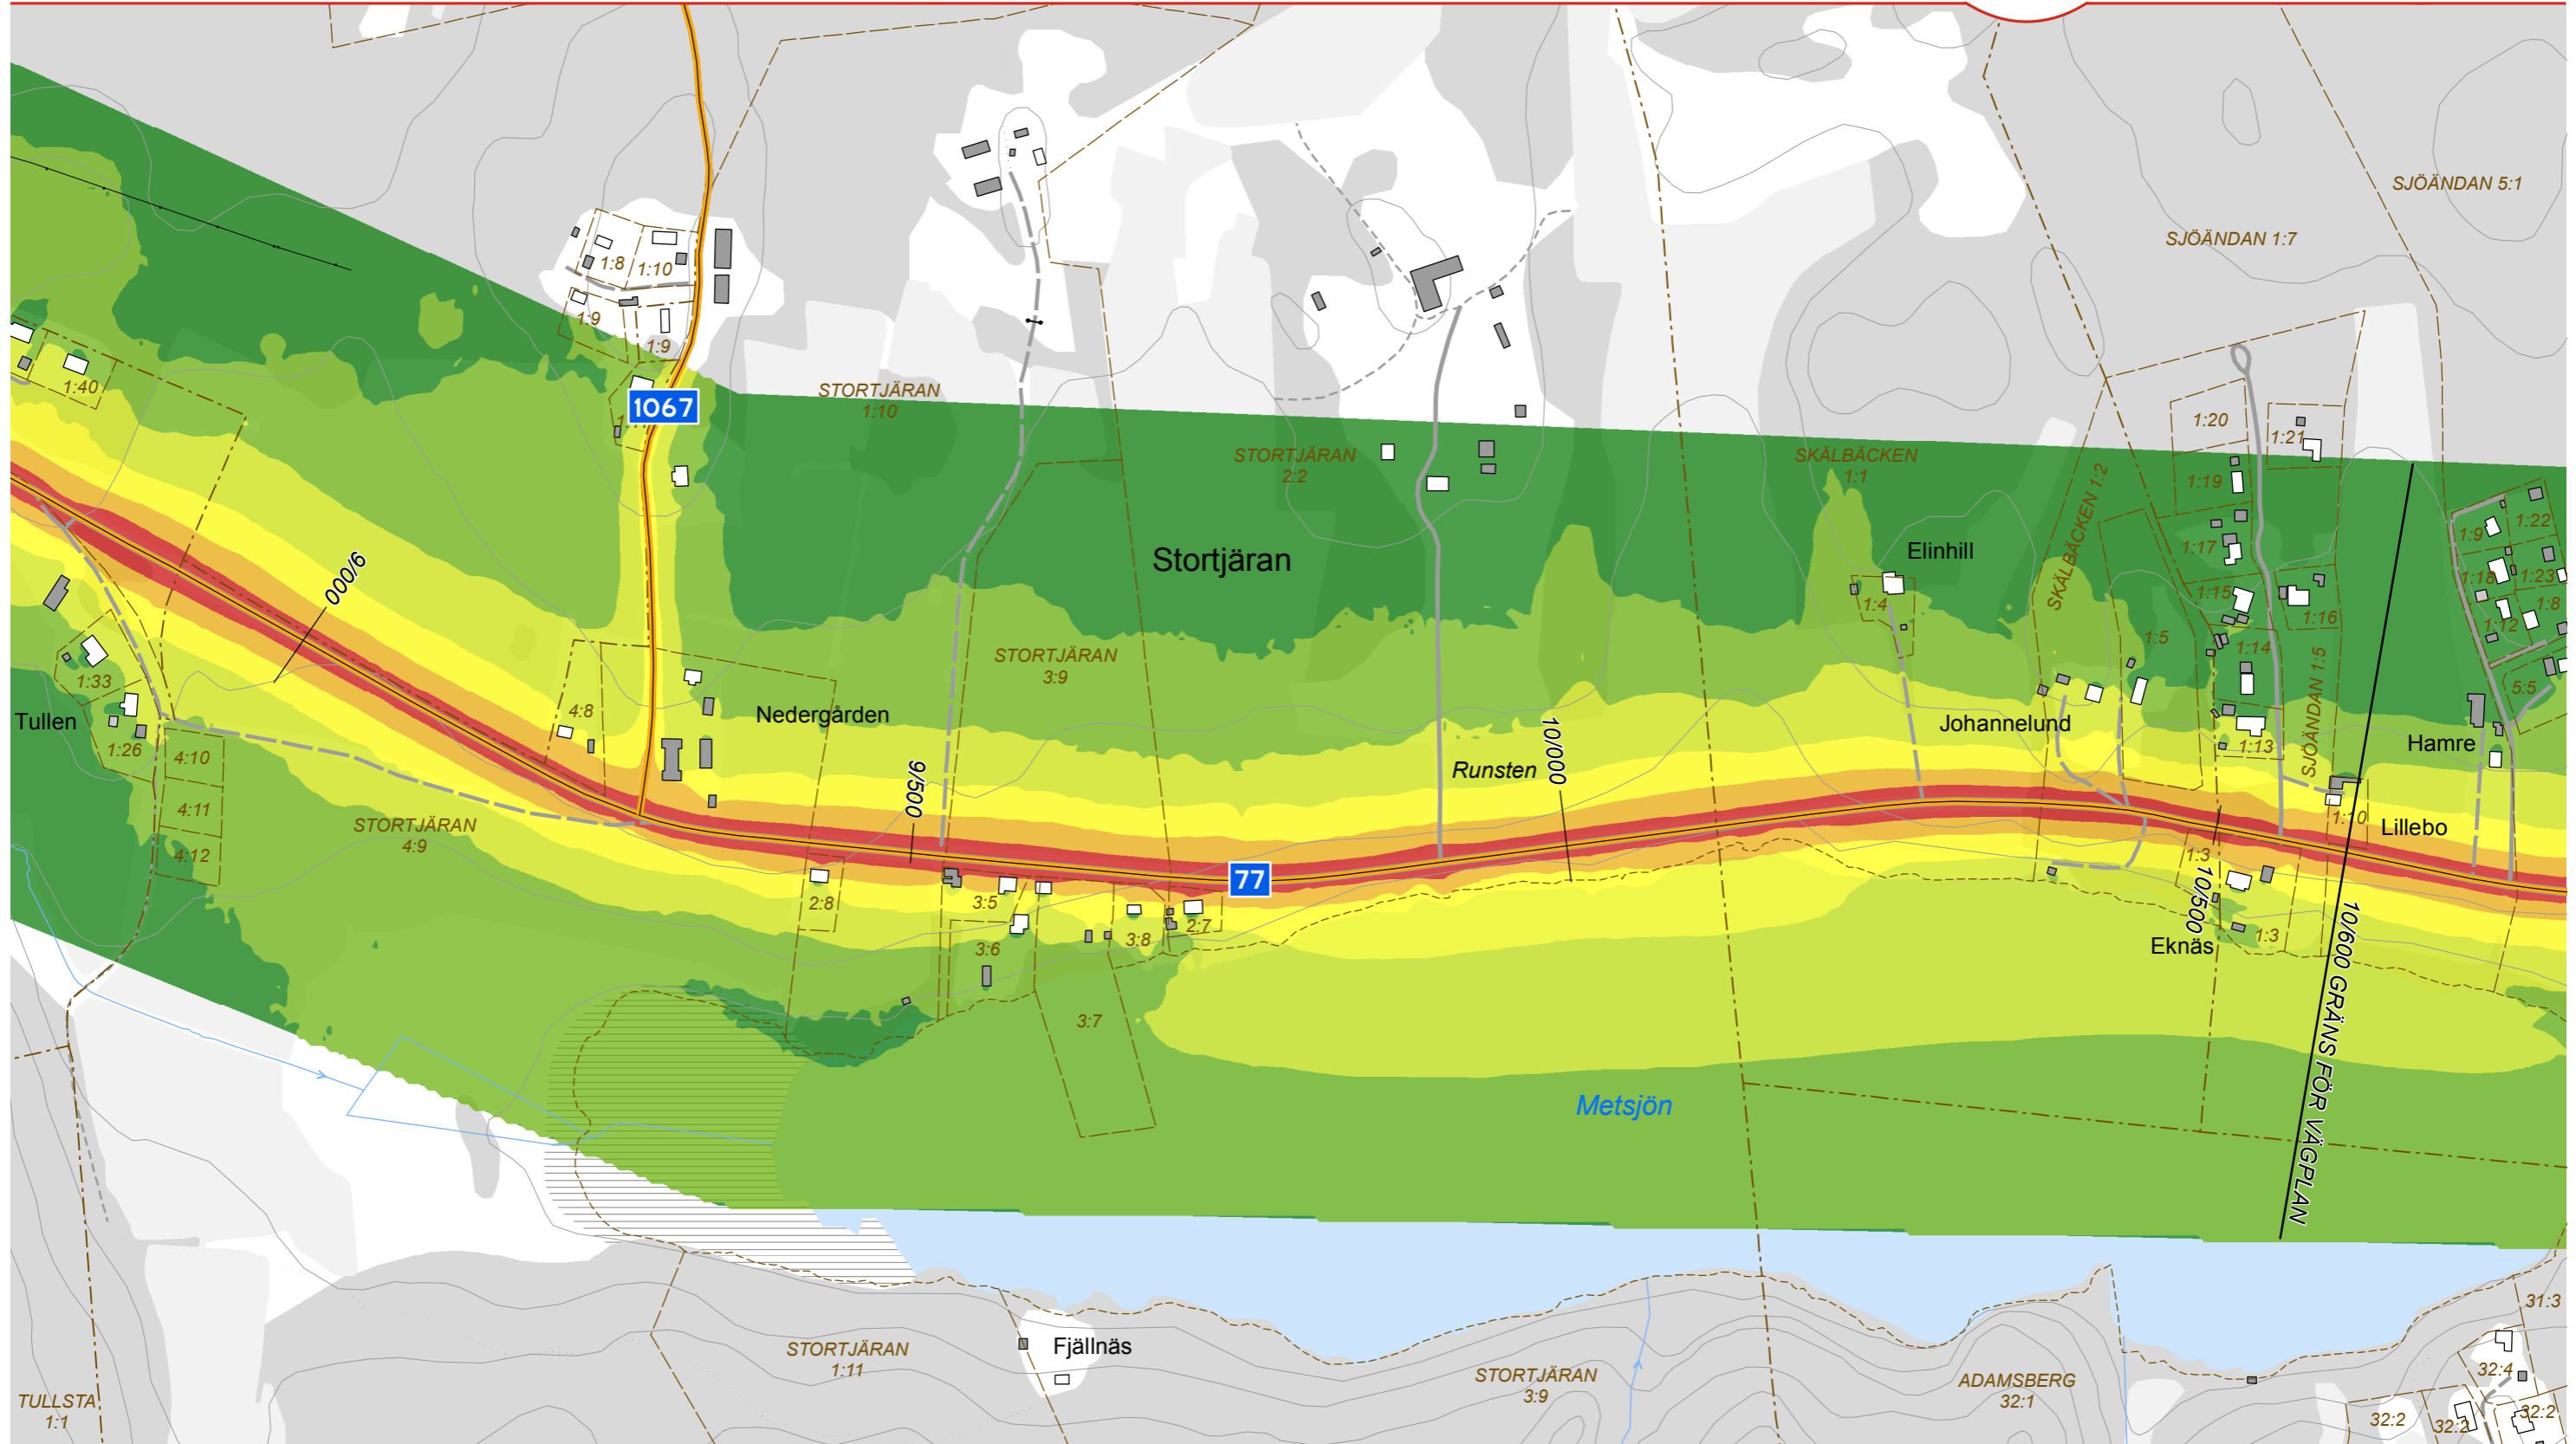 SJÖÄNDAN 5:1
SJÖÄNDAN 1:7
1:8
1:10
1:9
1:9
1:40
1067
STORTJÄRAN
1:10
STORTJÄRAN
2:2
SKÄLBÄCKEN
1:1
SKÄLBÄCKEN 1:2
1:20
1:21
1:19
1:17
1:15
1:16
1:14
1:5
1:13
SJÖÄNDAN 1:5
1:9
1:22
1:18
1:23
1:8
1:12
5:5
Stortjäran
Elinhill
1:4
9/000
1:33
Tullen
1:26
4:10
4:11
4:12
4:8
Nedergården
STORTJÄRAN
3:9
STORTJÄRAN
4:9
9/500
Runsten
10/000
Johannelund
Hamre
1:10
Lillebo
77
2:8
3:5
3:6
3:8
2:7
3:7
1:3
10/500
1:3
Eknäs
10/600 GRÄNS FÖR VÄGPLAN
Metsjön
Fjällnäs
STORTJÄRAN
1:11
STORTJÄRAN
3:9
ADAMSBERG
32:1
TULLSTA
1:1
31:3
32:4
32:2
32:2
32:2